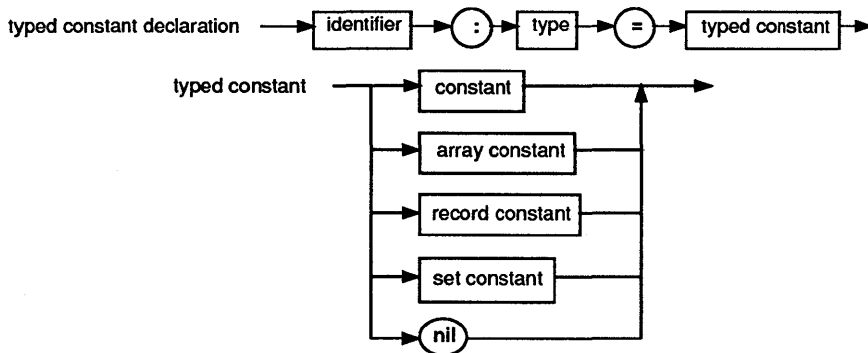 typed constant declaration identifier : type = typed constant
typed constant constant
array constant
record constant
set constant
nil